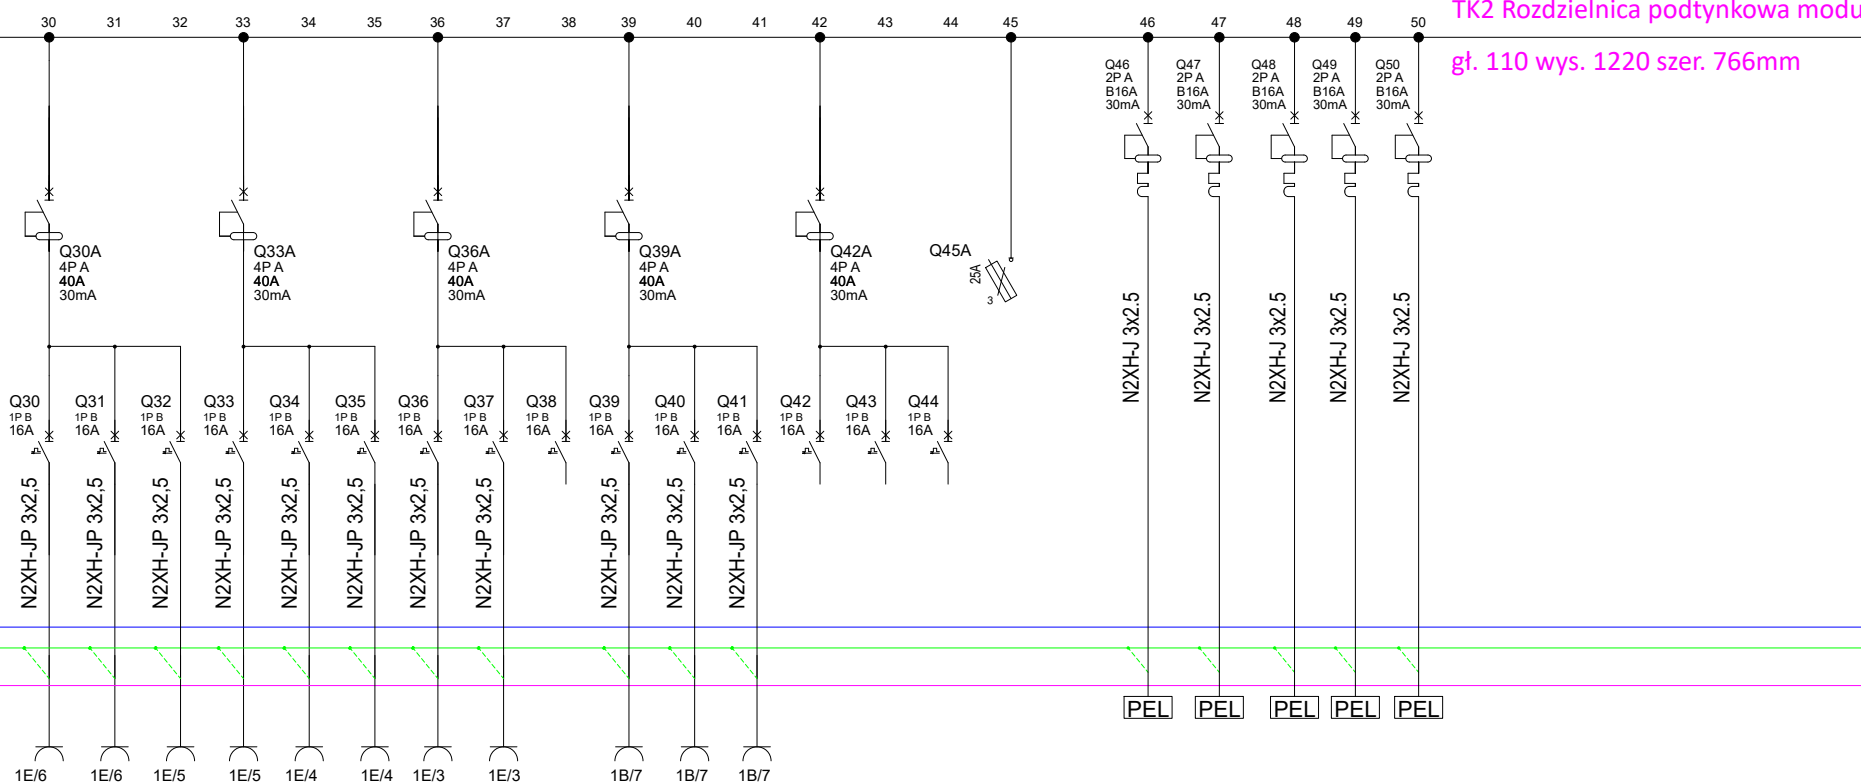 30 31 32 33 34 35 36 37 38 39 40 41 42 43 44 45 46 47 48 49 50
TK2 Rozdzielnica podtynkowa modu
gł. 110 wys. 1220 szer. 766mm
Q46
2P A
B16A
30mA
Q47
2P A
B16A
30mA
Q48
2P A
B16A
30mA
Q49
2P A
B16A
30mA
Q50
2P A
B16A
30mA
Q30A
4P A
40A
30mA
Q33A
4P A
40A
30mA
Q36A
4P A
40A
30mA
Q39A
4P A
40A
30mA
Q42A
4P A
40A
30mA
Q45A
25A
3
N2XH-J 3x2.5
N2XH-J 3x2.5
N2XH-J 3x2.5
N2XH-J 3x2.5
N2XH-J 3x2.5
Q30
1P B
16A
Q31
1P B
16A
Q32
1P B
16A
Q33
1P B
16A
Q34
1P B
16A
Q35
1P B
16A
Q36
1P B
16A
Q37
1P B
16A
Q38
1P B
16A
Q39
1P B
16A
Q40
1P B
16A
Q41
1P B
16A
Q42
1P B
16A
Q43
1P B
16A
Q44
1P B
16A
N2XH-JP 3x2,5
N2XH-JP 3x2,5
N2XH-JP 3x2,5
N2XH-JP 3x2,5
N2XH-JP 3x2,5
N2XH-JP 3x2,5
N2XH-JP 3x2,5
N2XH-JP 3x2,5
N2XH-JP 3x2,5
N2XH-JP 3x2,5
N2XH-JP 3x2,5
PEL PEL PEL PEL PEL
1E/6 1E/6 1E/5 1E/5 1E/4 1E/4 1E/3 1E/3 1B/7 1B/7 1B/7